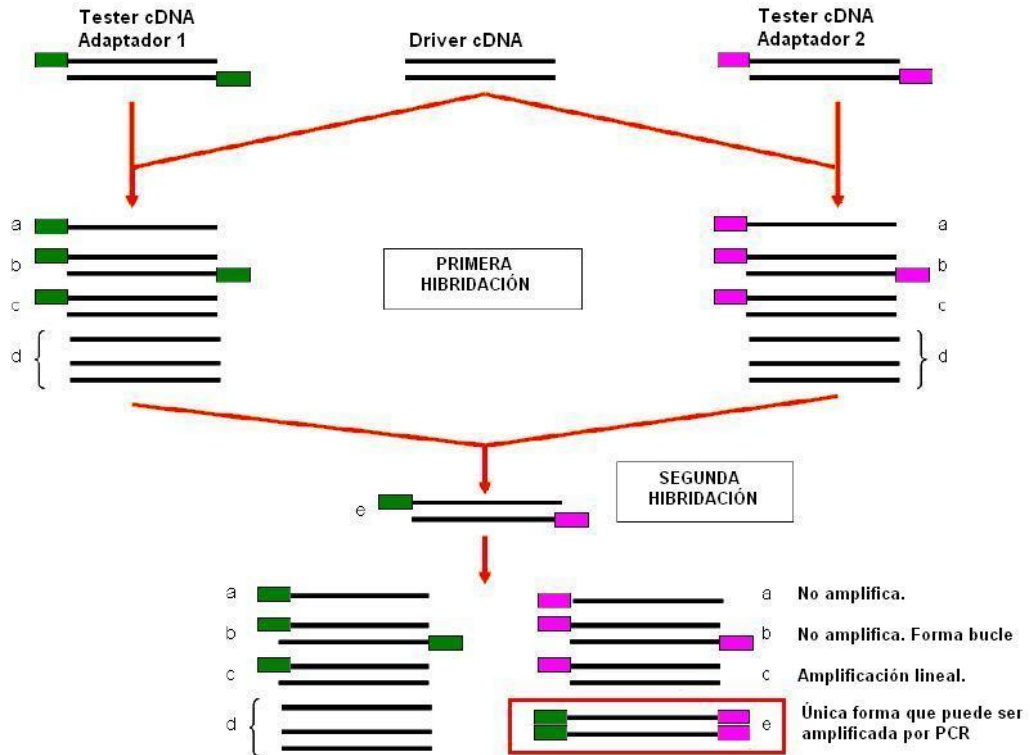 Tester cDNA
Adaptador 1
Driver cDNA
Tester cDNA
Adaptador 2
a
b
c
d
PRIMERA
HIBRIDACIÓN
a
b
c
d
SEGUNDA
HIBRIDACIÓN
e
a
b
c
d
a No amplifica.
b No amplifica. Forma bucle
c Amplificación lineal.
e Única forma que puede ser
amplificada por PCR